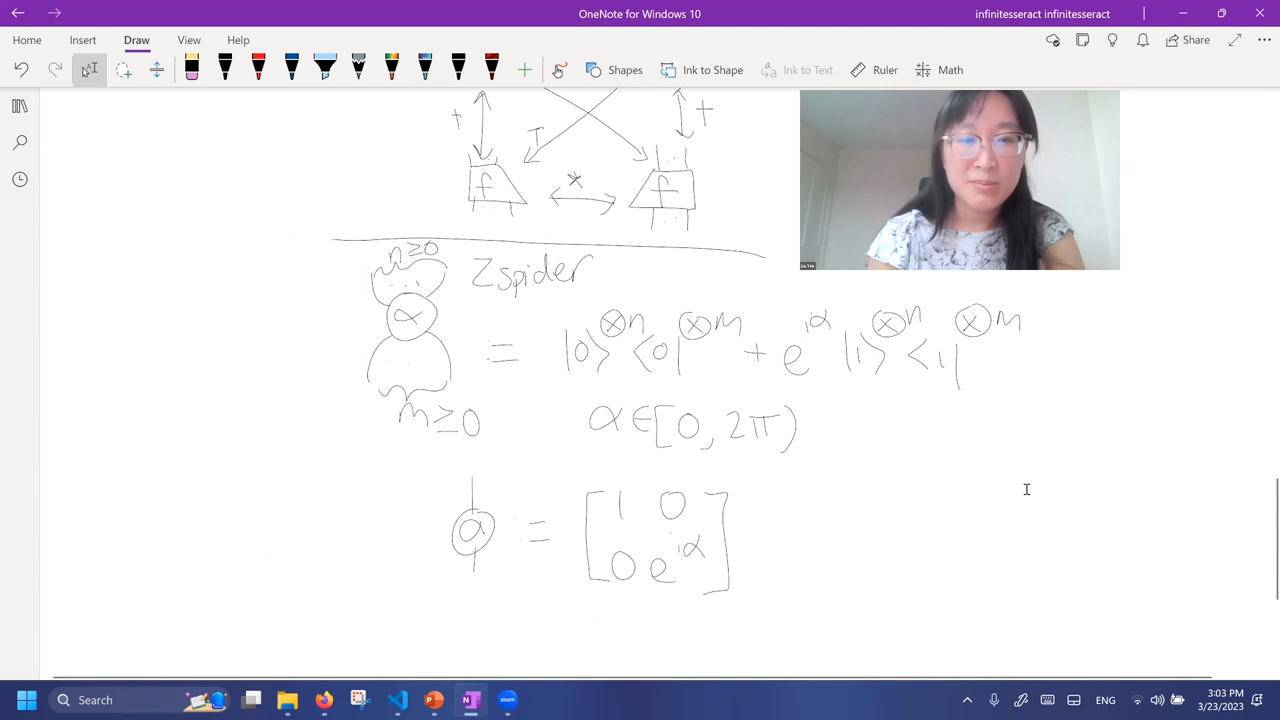 OneNote for Windows 10
infinitesseract infinitesseract
Home Insert Draw View Help
Share
Shapes Ink to Shape Ink to Text Ruler Math
† T †
f * f
n≥0
... Z spider
α = |0⟩^⊗n ⟨0|^⊗m + e^iα |1⟩^⊗n ⟨1|^⊗m
m≥0 α∈[0, 2π)
α = [1 0
0 e^iα]
Search
zoom
ENG
3:03 PM
3/23/2023